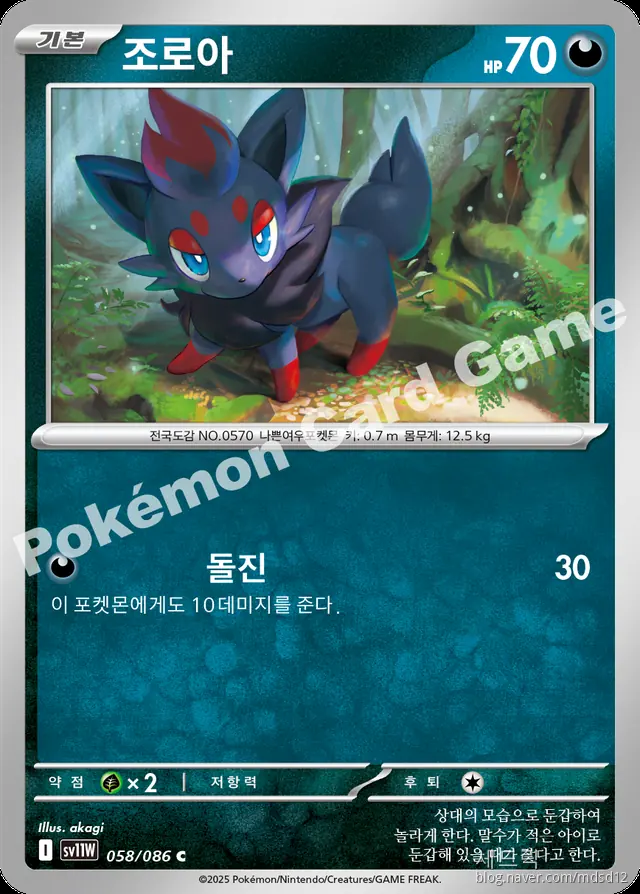 기본
조로아
HP 70
전국도감 NO.0570 나쁜여우포켓몬 키: 0.7 m 몸무게: 12.5 kg
Pokémon Card Game
돌진 30
이 포켓몬에게도 10데미지를 준다.
약점 ×2 저항력 후퇴
Illus. akagi
I sv11W 058/086 C
상대의 모습으로 둔갑하여
놀라게 한다. 말수가 적은 아이로
둔갑해 있을 때가 많다고 한다.
blog.naver.com/mdsd12
©2025 Pokémon/Nintendo/Creatures/GAME FREAK.